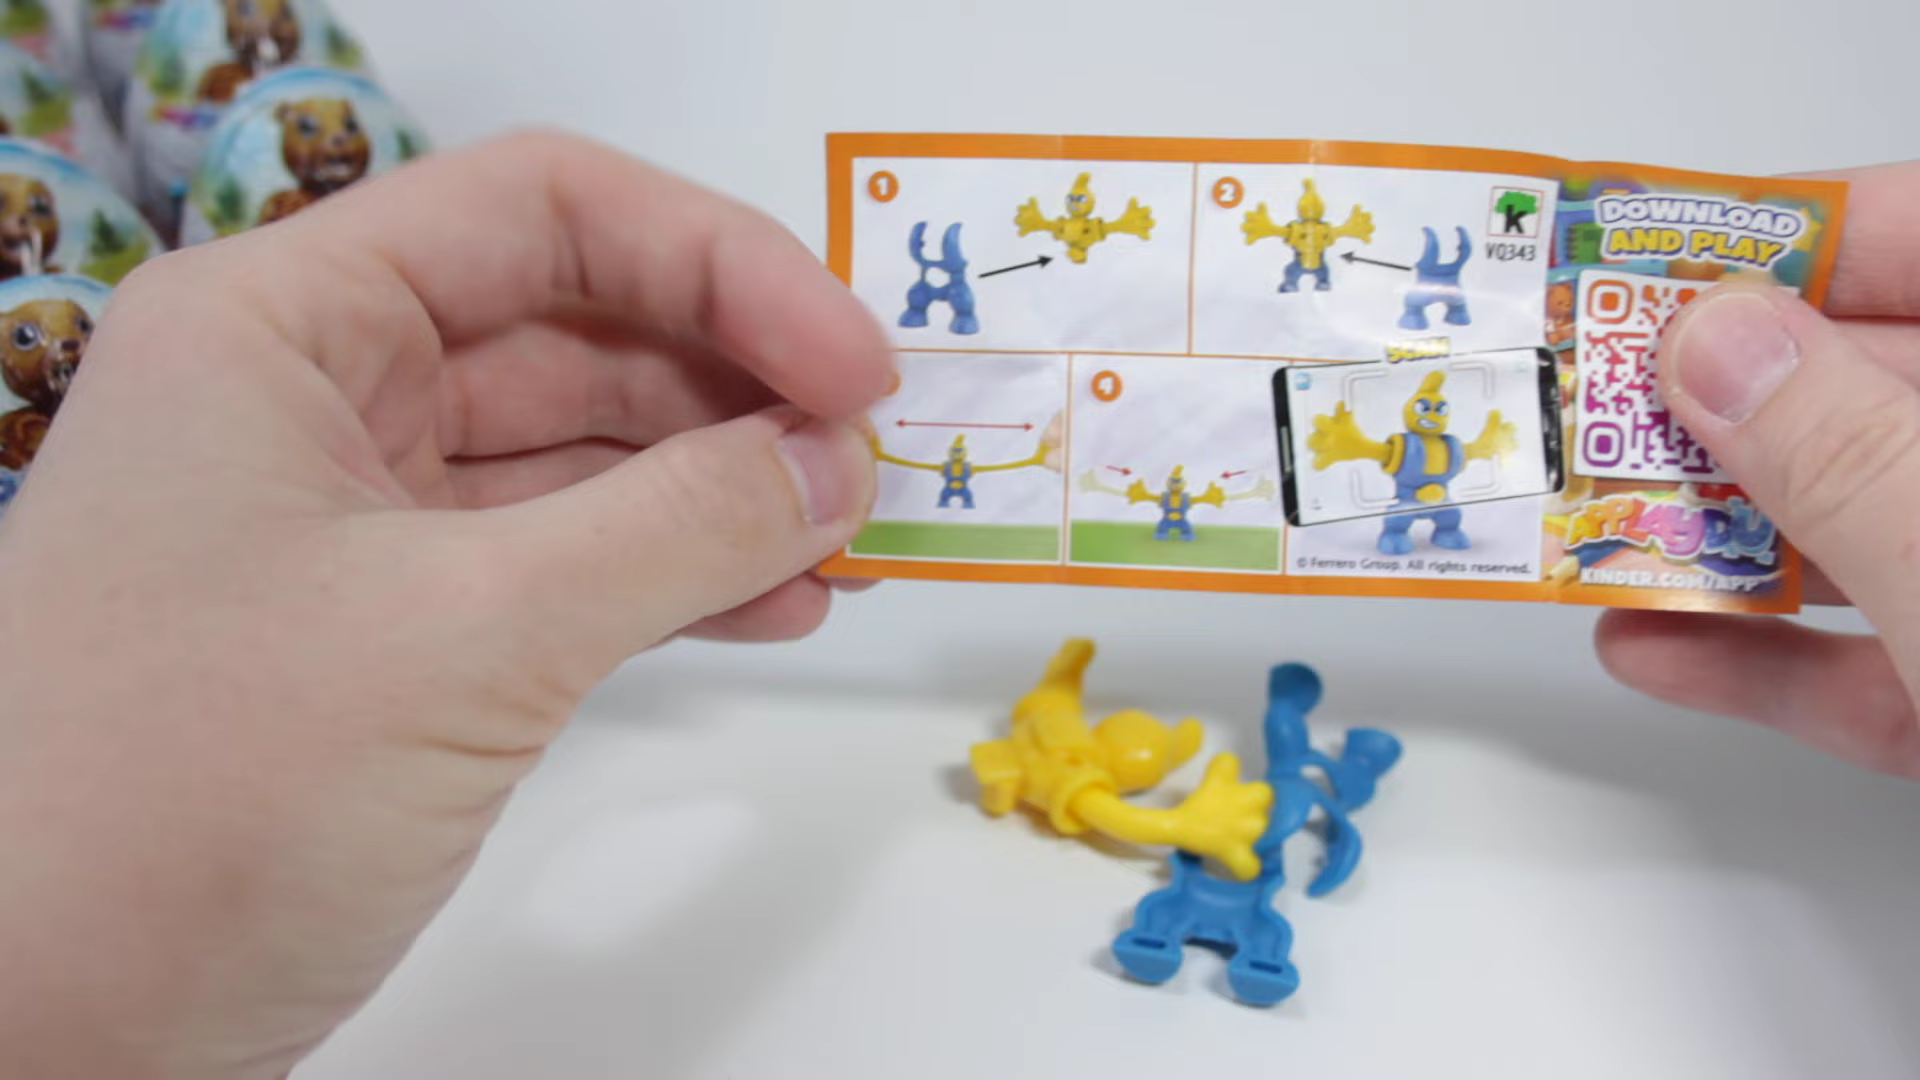 1
2
K
VQ343
4
SCAN
© Ferrero Group. All rights reserved.
DOWNLOAD
AND PLAY
APPLAYDU
KINDER.COM/APP